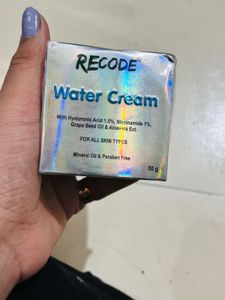 RECODE
Water Cream
With Hyaluronic Acid 1.5%, Niacinamide 1%,
Grape Seed Oil & Aloevera Ext.
FOR ALL SKIN TYPES
Mineral Oil & Paraben Free
50 g